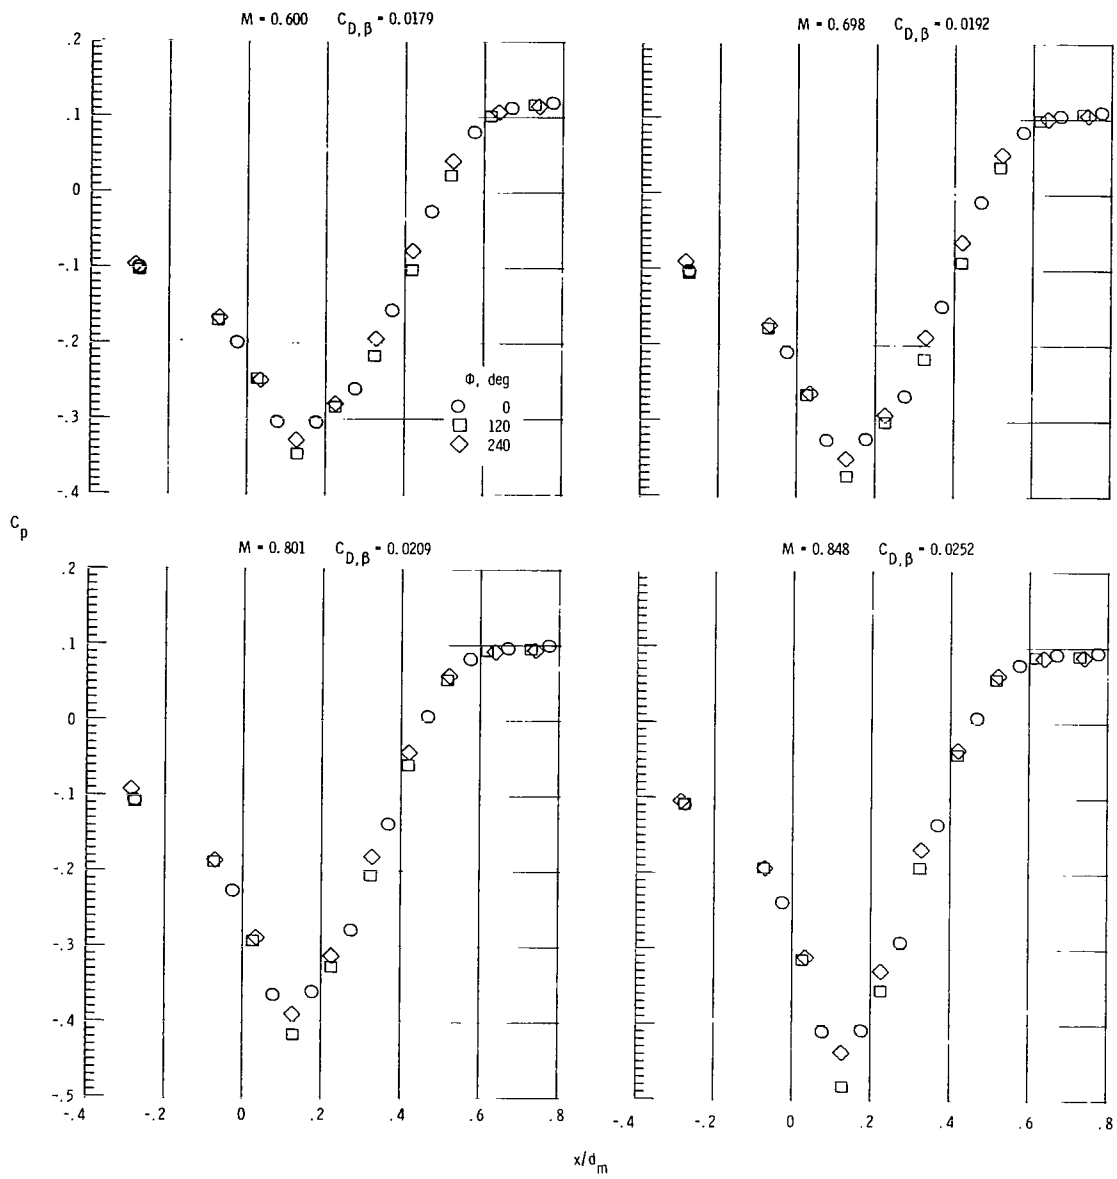 M = 0.600 C_D,β = 0.0179
M = 0.698 C_D,β = 0.0192
.2
.1
0
-.1
-.2
-.3
-.4
Φ, deg
0
120
240
C_p
M = 0.801 C_D,β = 0.0209
M = 0.848 C_D,β = 0.0252
.2
.1
0
-.1
-.2
-.3
-.4
-.5
-.4 -.2 0 .2 .4 .6 .8
-.4 -.2 0 .2 .4 .6 .8
x/d_m